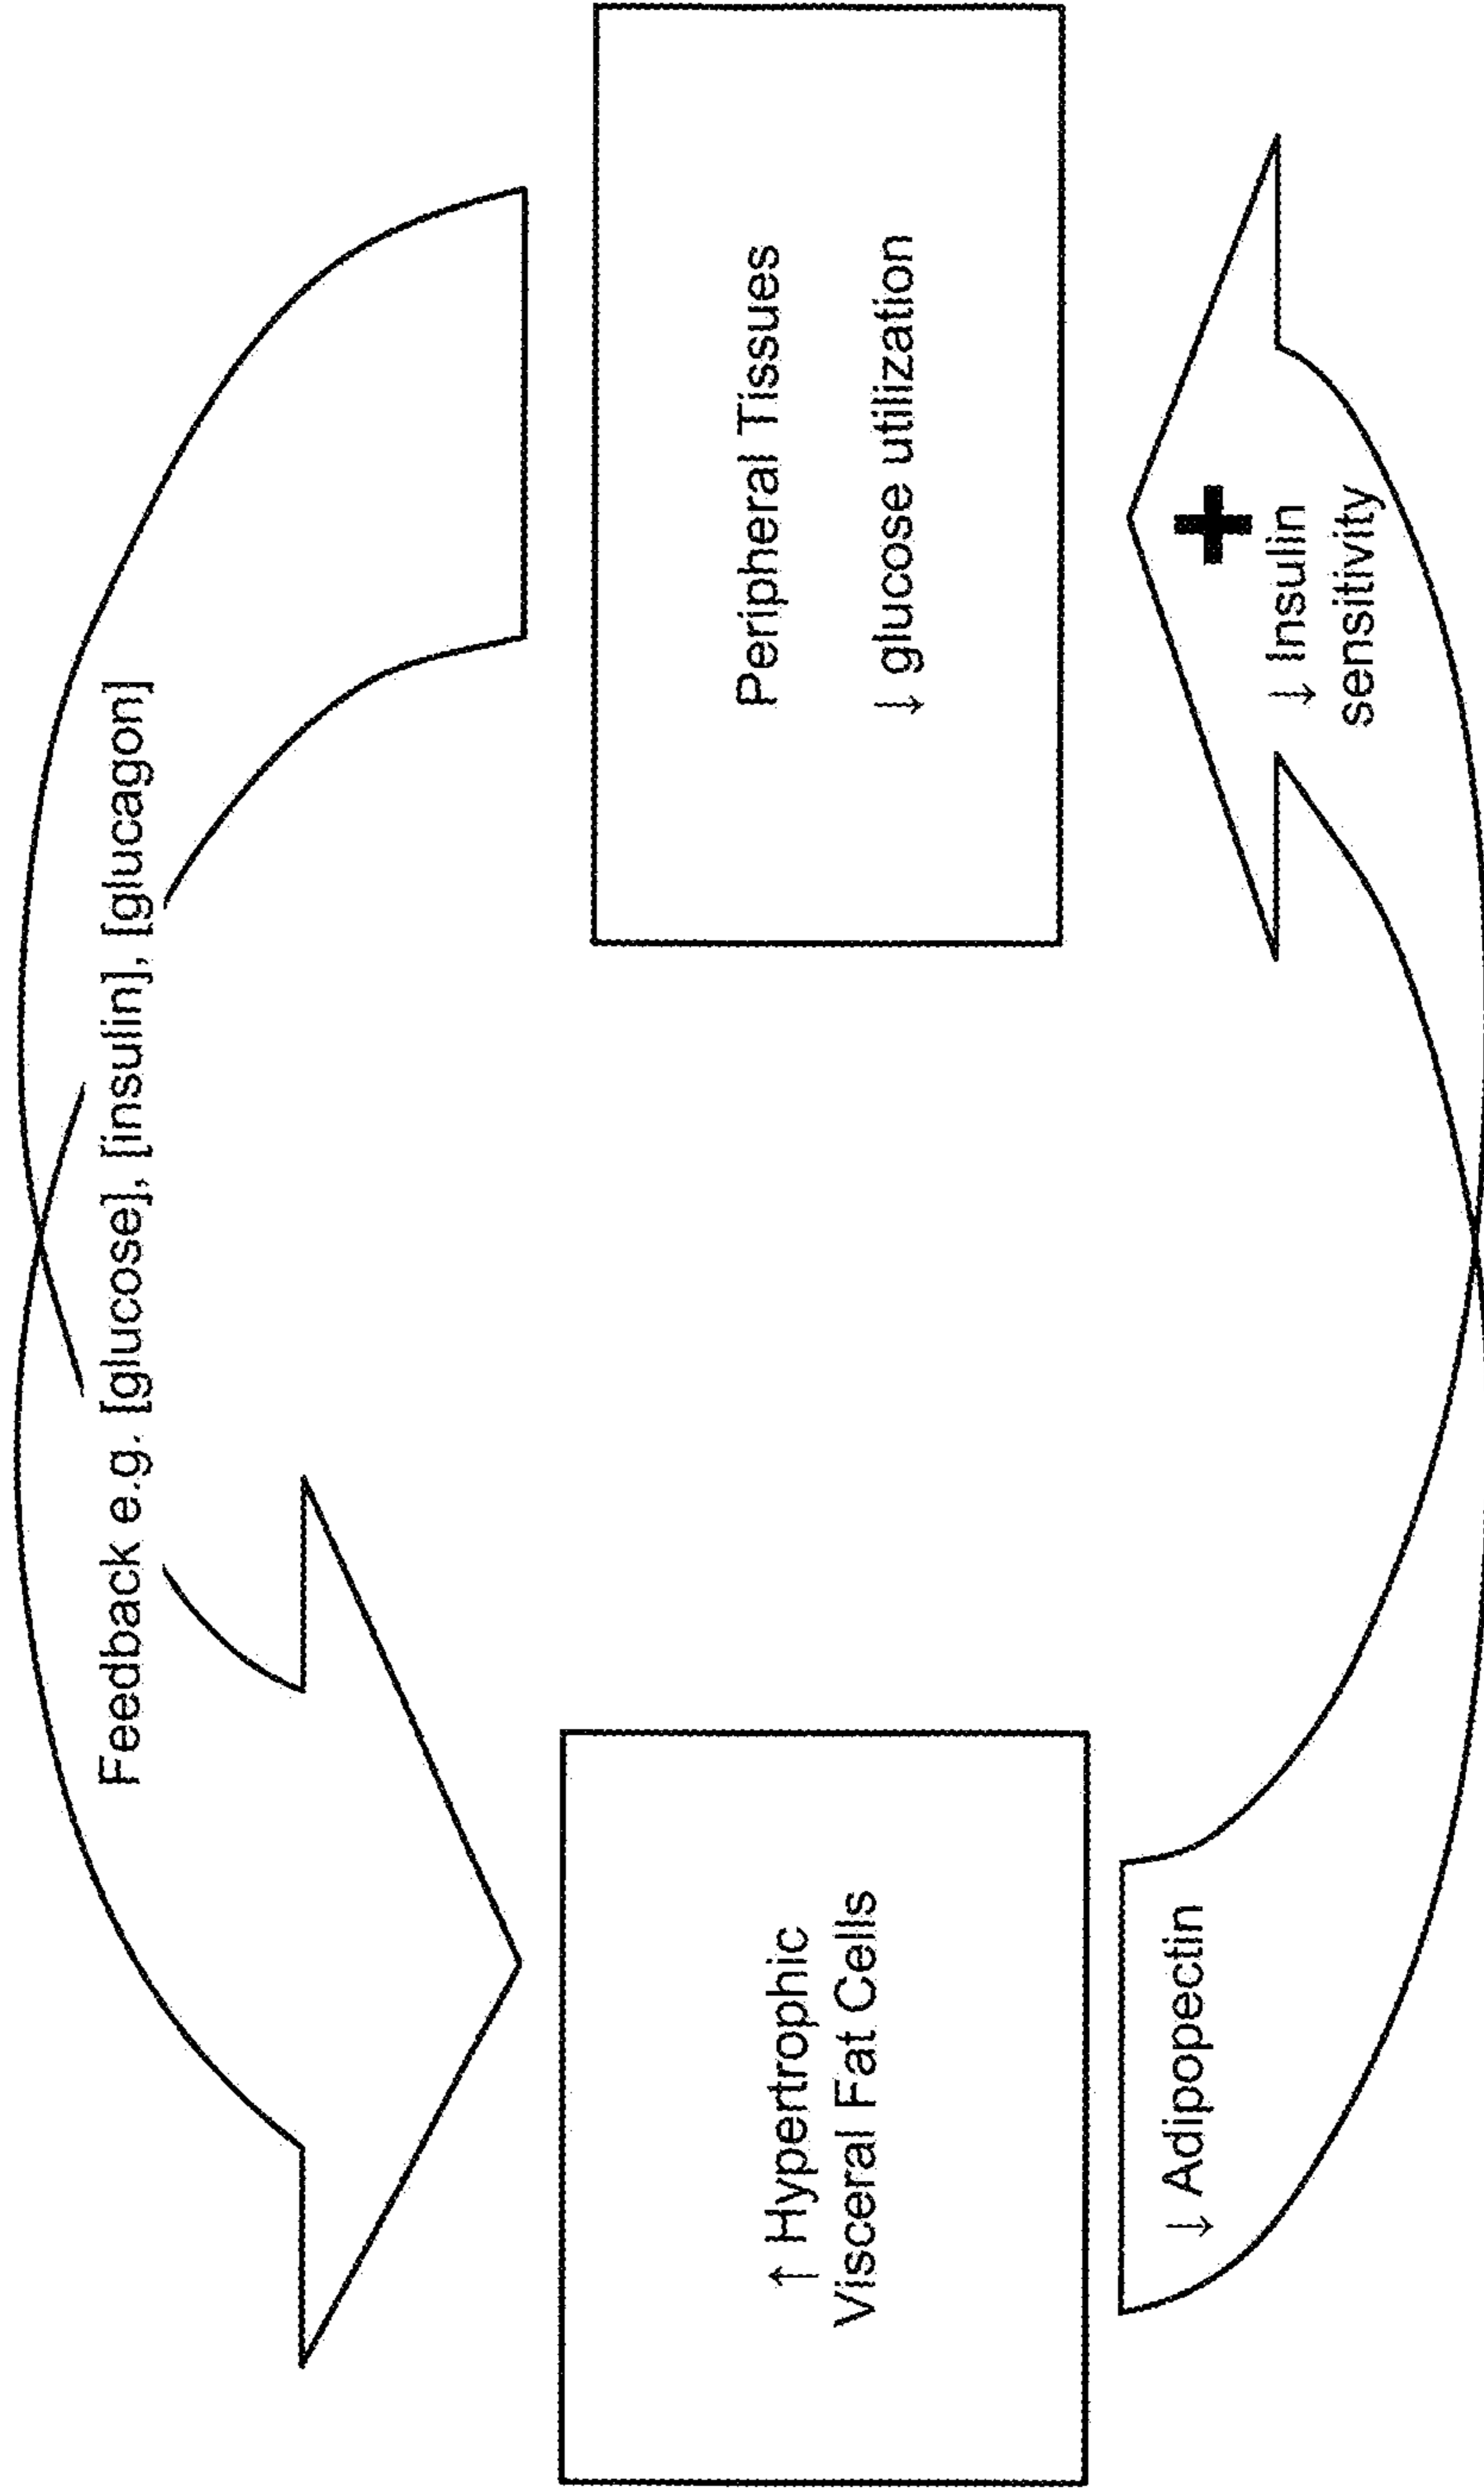 Feedback e.g. [glucose], [insulin], [glucagon]
↑ Hypertrophic
Visceral Fat Cells
Peripheral Tissues
↓ glucose utilization
↓ Adipopectin
+
↓ Insulin
sensitivity